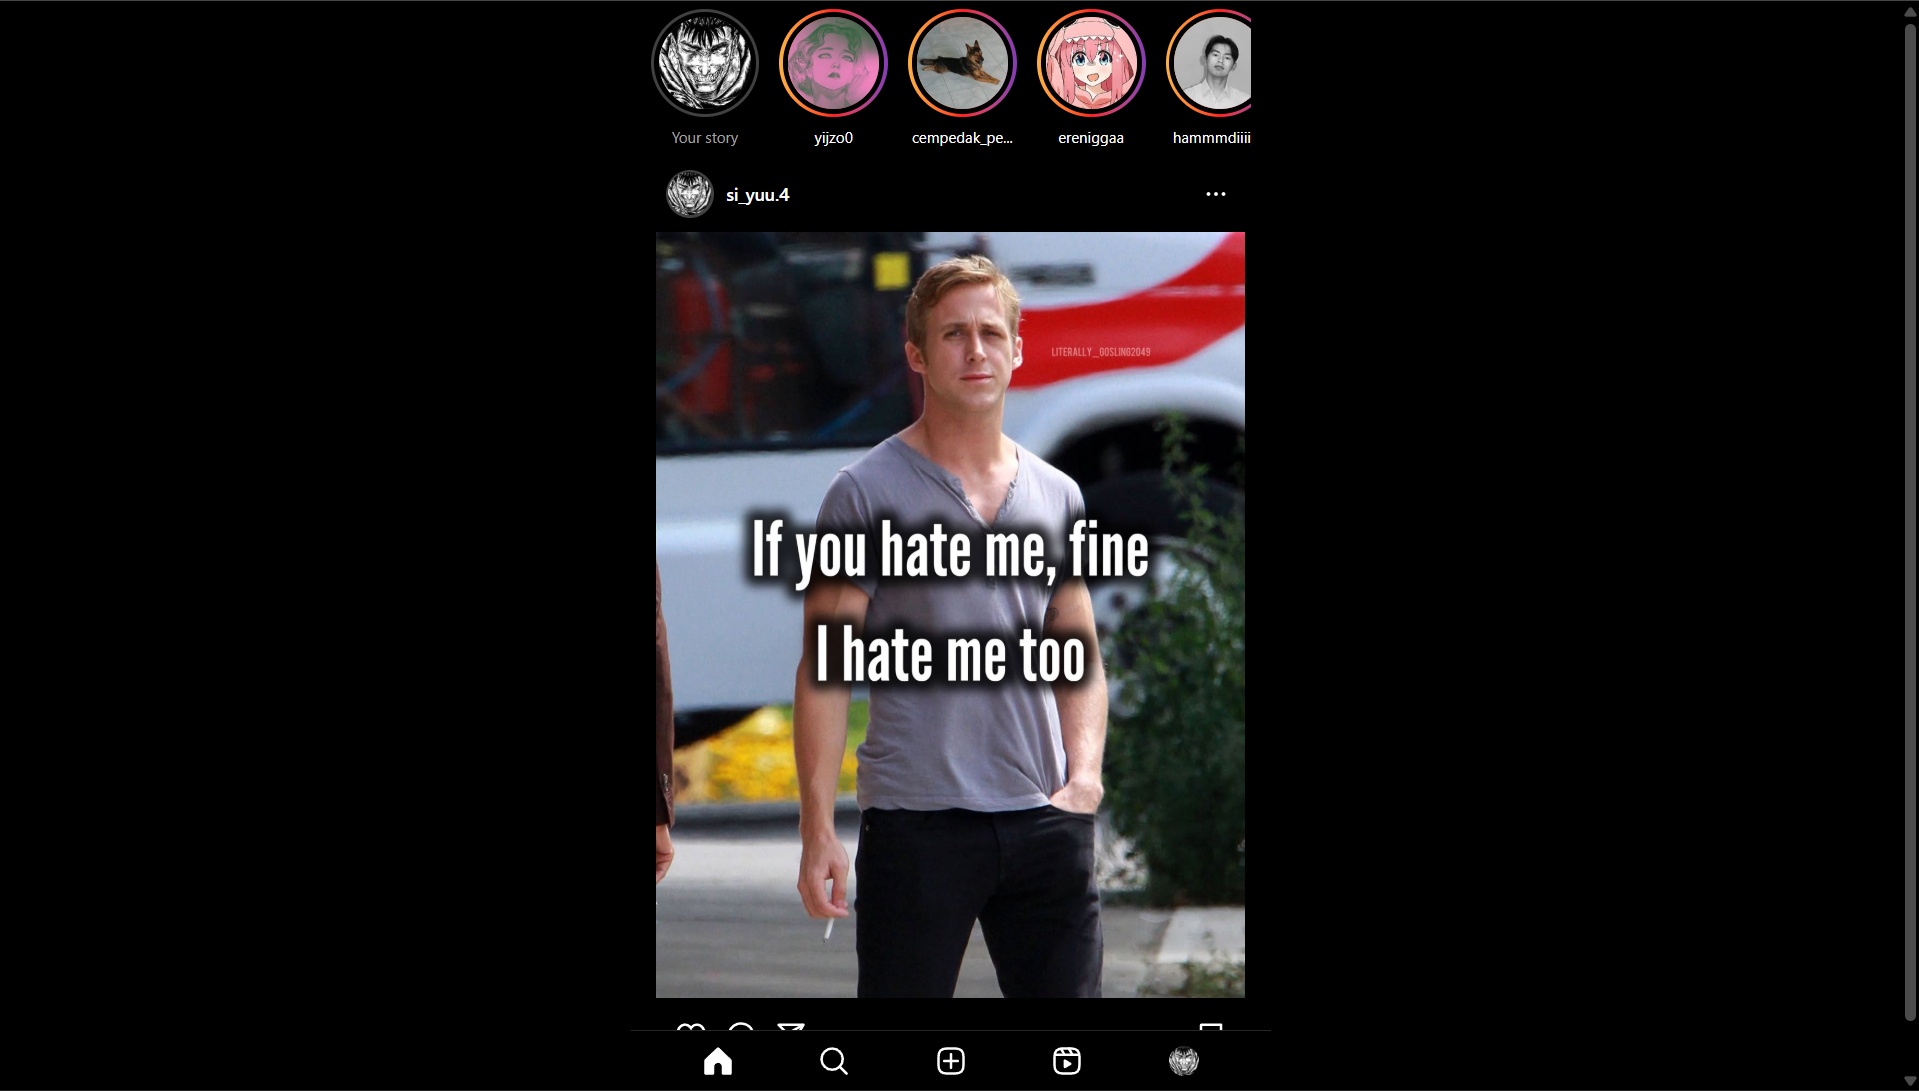 Your story
yijzo0
cempedak_pe...
ereniggaa
hammmdiiii
si_yuu.4
LITERALLY_GOSLING2049
If you hate me, fine
I hate me too